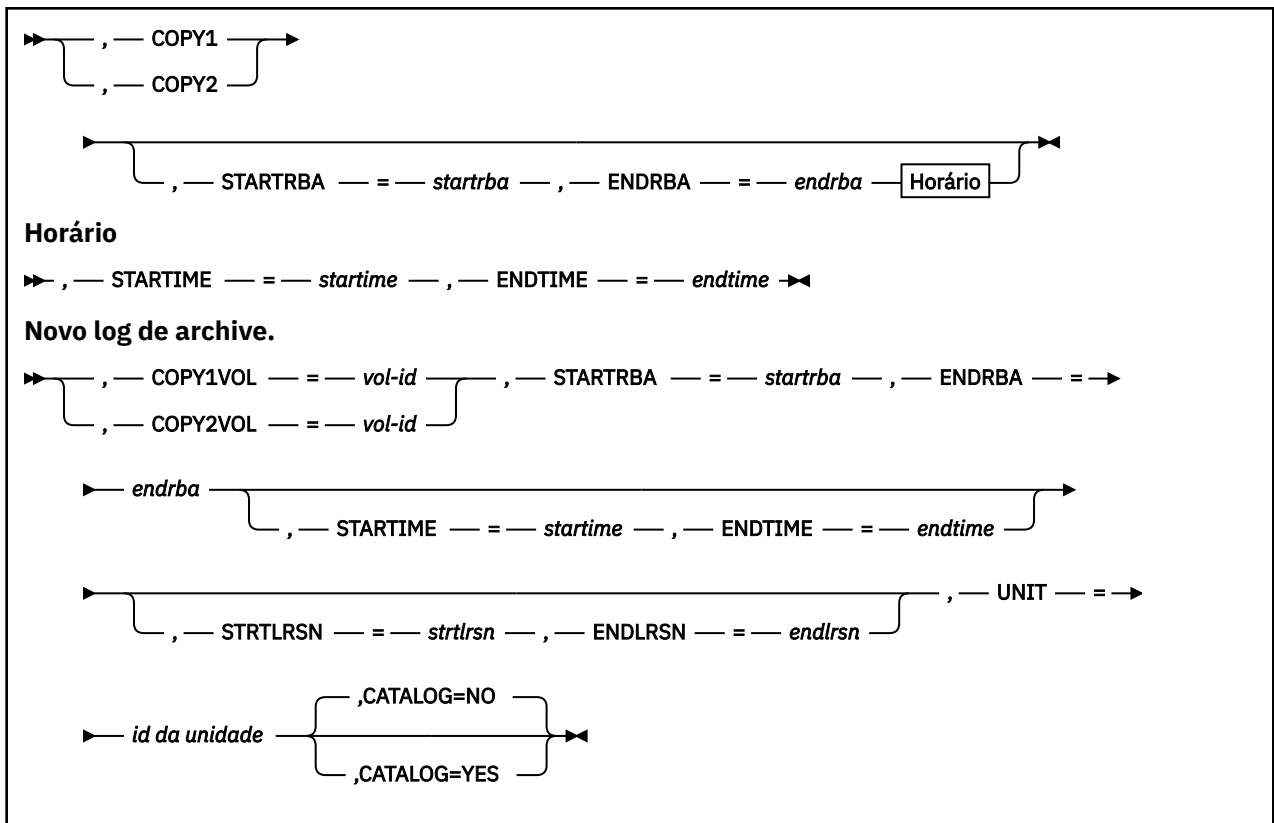 , COPY1
, COPY2
, STARTRBA = startrba , ENDRBA = endrba Horário
Horário
, STARTIME = startime , ENDTIME = endtime
Novo log de archive.
, COPY1VOL = vol-id , STARTRBA = startrba , ENDRBA =
, COPY2VOL = vol-id
endrba
, STARTIME = startime , ENDTIME = endtime
, UNIT =
, STRTLRSN = strtlrsn , ENDLRSN = endlrsn
,CATALOG=NO
id da unidade
,CATALOG=YES